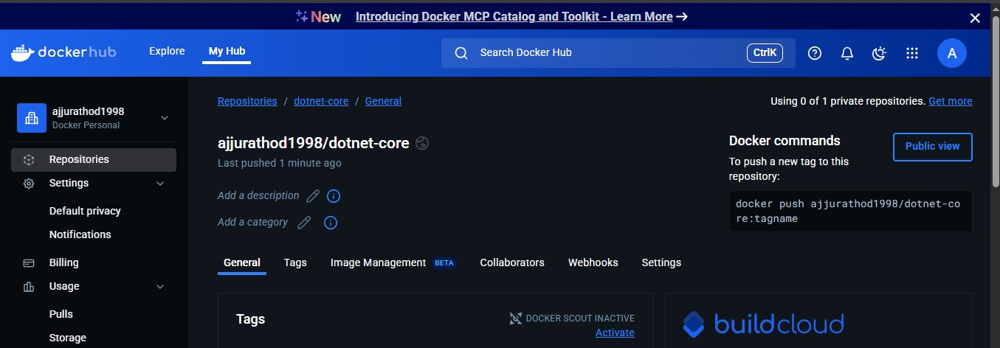 New Introducing Docker MCP Catalog and Toolkit - Learn More →
dockerhub Explore My Hub Search Docker Hub CtrlK A
ajjurathod1998
Docker Personal
Repositories
Settings
Default privacy
Notifications
Billing
Usage
Pulls
Storage
Repositories / dotnet-core / General
Using 0 of 1 private repositories. Get more
ajjurathod1998/dotnet-core
Last pushed 1 minute ago
Add a description
Add a category
Docker commands
Public view
To push a new tag to this
repository:
docker push ajjurathod1998/dotnet-co
re:tagname
General Tags Image Management BETA Collaborators Webhooks Settings
Tags
DOCKER SCOUT INACTIVE
Activate
buildcloud